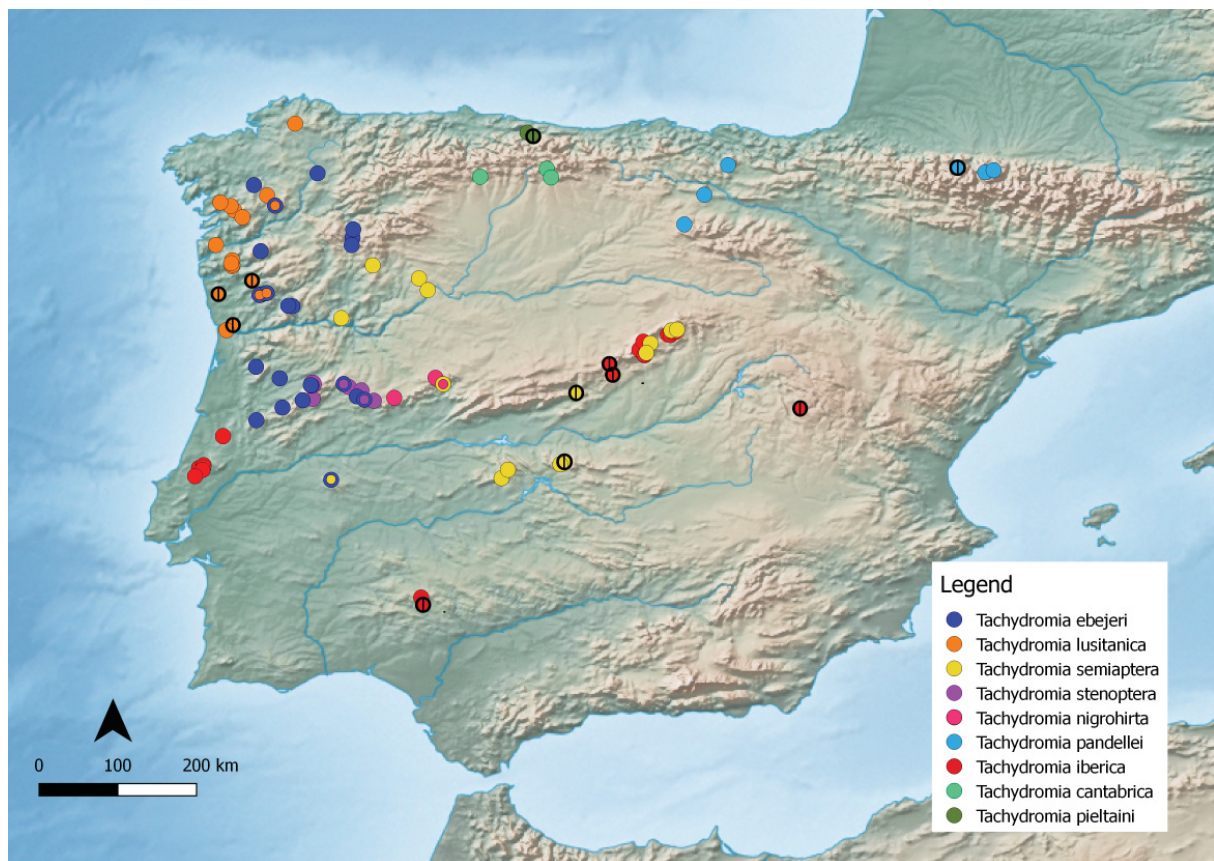 Legend
Tachydromia ebejeri
Tachydromia lusitanica
Tachydromia semiaptera
Tachydromia stenoptera
Tachydromia nigrohirta
Tachydromia pandellei
Tachydromia iberica
Tachydromia cantabrica
Tachydromia pieltaini
0 100 200 km